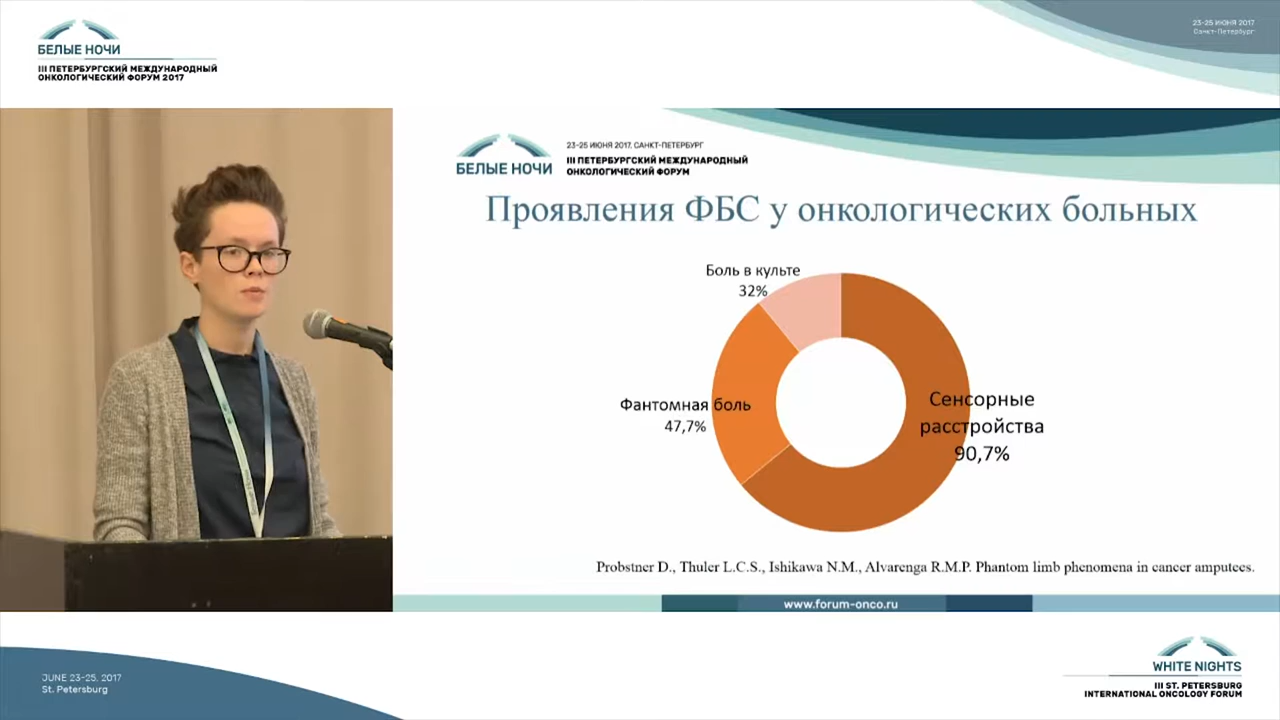 БЕЛЫЕ НОЧИ
III ПЕТЕРБУРГСКИЙ МЕЖДУНАРОДНЫЙ
ОНКОЛОГИЧЕСКИЙ ФОРУМ 2017
23-25 ИЮНЯ 2017
Санкт-Петербург
БЕЛЫЕ НОЧИ
23-25 ИЮНЯ 2017, САНКТ-ПЕТЕРБУРГ
III ПЕТЕРБУРГСКИЙ МЕЖДУНАРОДНЫЙ
ОНКОЛОГИЧЕСКИЙ ФОРУМ
Проявления ФБС у онкологических больных
Боль в культе
32%
Фантомная боль
47,7%
Сенсорные
расстройства
90,7%
Probstner D., Thuler L.C.S., Ishikawa N.M., Alvarenga R.M.P. Phantom limb phenomena in cancer amputees.
www.forum-onco.ru
JUNE 23-25, 2017
St. Petersburg
WHITE NIGHTS
III ST. PETERSBURG
INTERNATIONAL ONCOLOGY FORUM